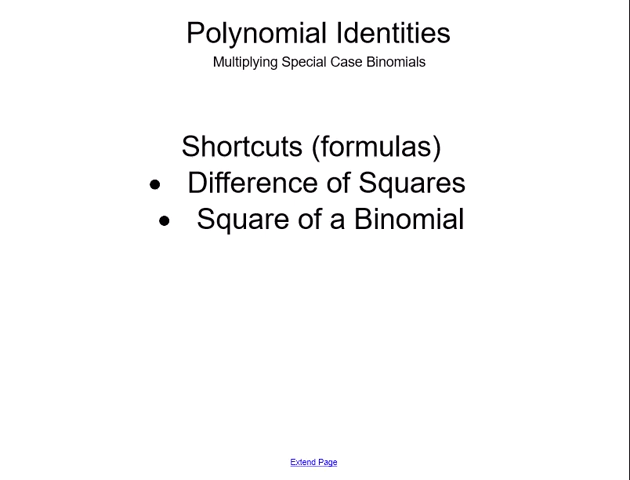 Polynomial Identities
Multiplying Special Case Binomials
Shortcuts (formulas)
• Difference of Squares
• Square of a Binomial
Extend Page